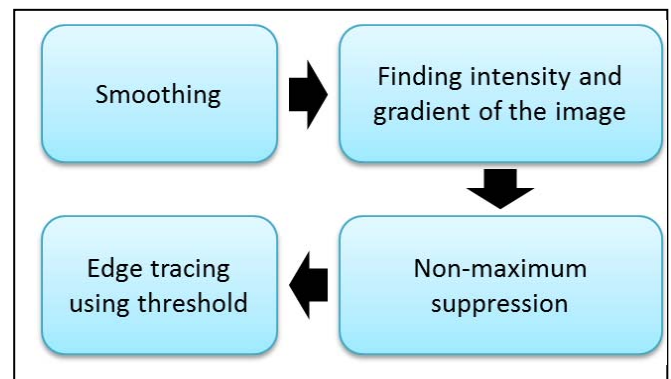 Smoothing
Finding intensity and
gradient of the image
Non-maximum
suppression
Edge tracing
using threshold